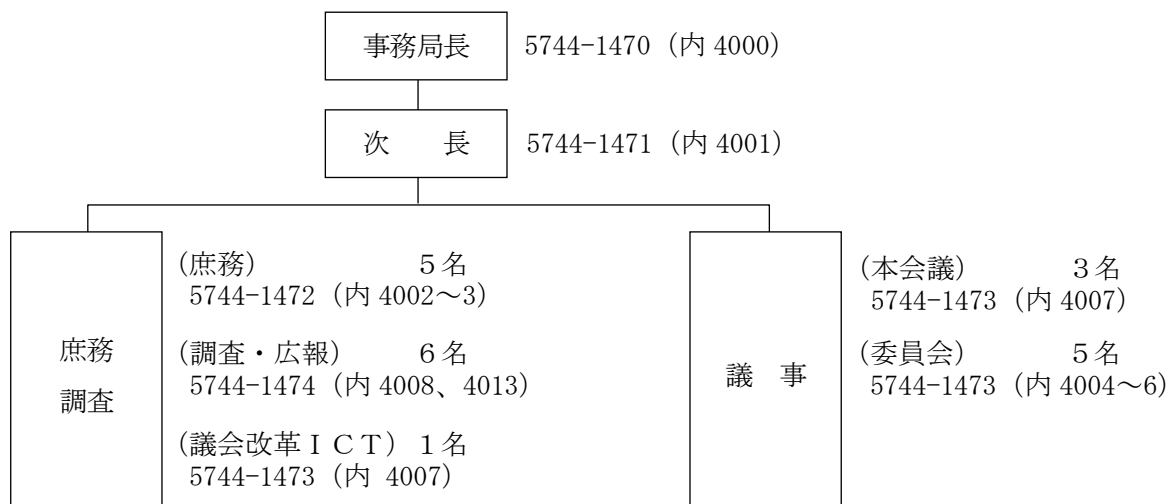 事務局長 5744-1470（内 4000）
次　長 5744-1471（内 4001）
庶務
調査
（庶務）　５名
5744-1472（内 4002～3）
（調査・広報）　６名
5744-1474（内 4008、4013）
（議会改革ＩＣＴ）１名
5744-1473（内 4007）
議　事
（本会議）　３名
5744-1473（内 4007）
（委員会）　５名
5744-1473（内 4004～6）